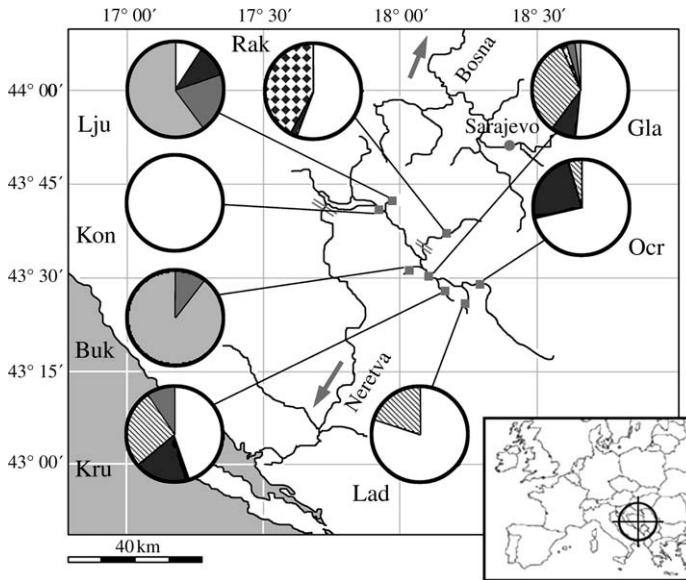 17° 00′ 17° 30′ 18° 00′ 18° 30′
Rak
Bosna
44° 00′
Lju
Sarajevo
Gla
43° 45′
Kon
Ocr
43° 30′
Buk
43° 15′
Neretva
43° 00′
Kru
Lad
40 km